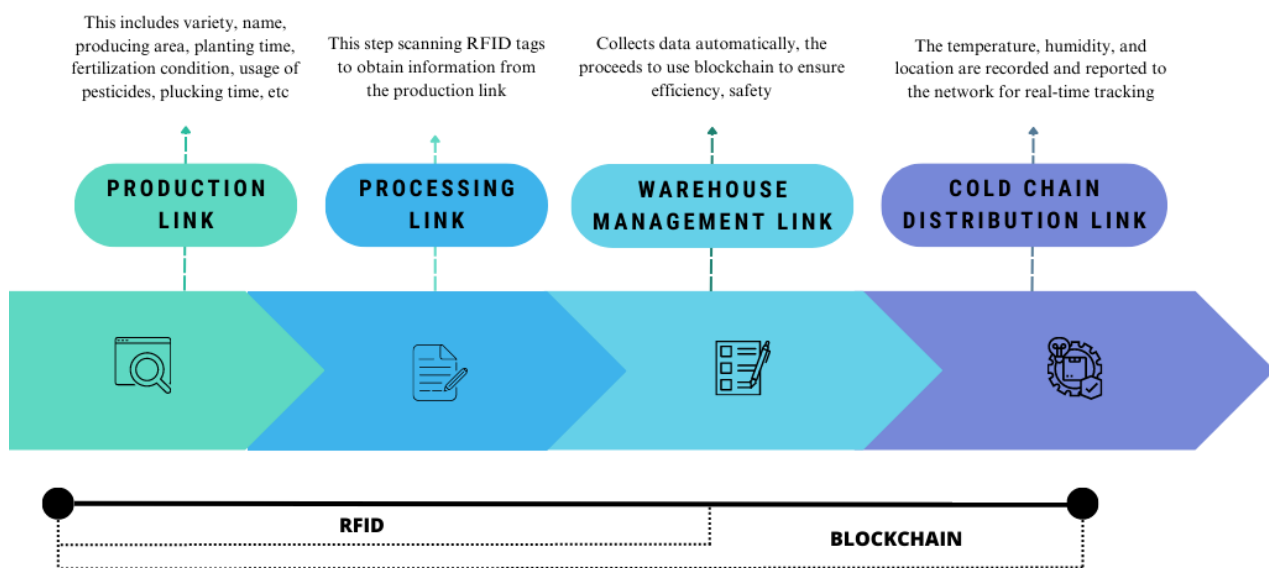 This includes variety, name,
producing area, planting time,
fertilization condition, usage of
pesticides, plucking time, etc
This step scanning RFID tags
to obtain information from
the production link
Collects data automatically, the
proceeds to use blockchain to ensure
efficiency, safety
The temperature, humidity, and
location are recorded and reported to
the network for real-time tracking
PRODUCTION
LINK
PROCESSING
LINK
WAREHOUSE
MANAGEMENT LINK
COLD CHAIN
DISTRIBUTION LINK
RFID
BLOCKCHAIN